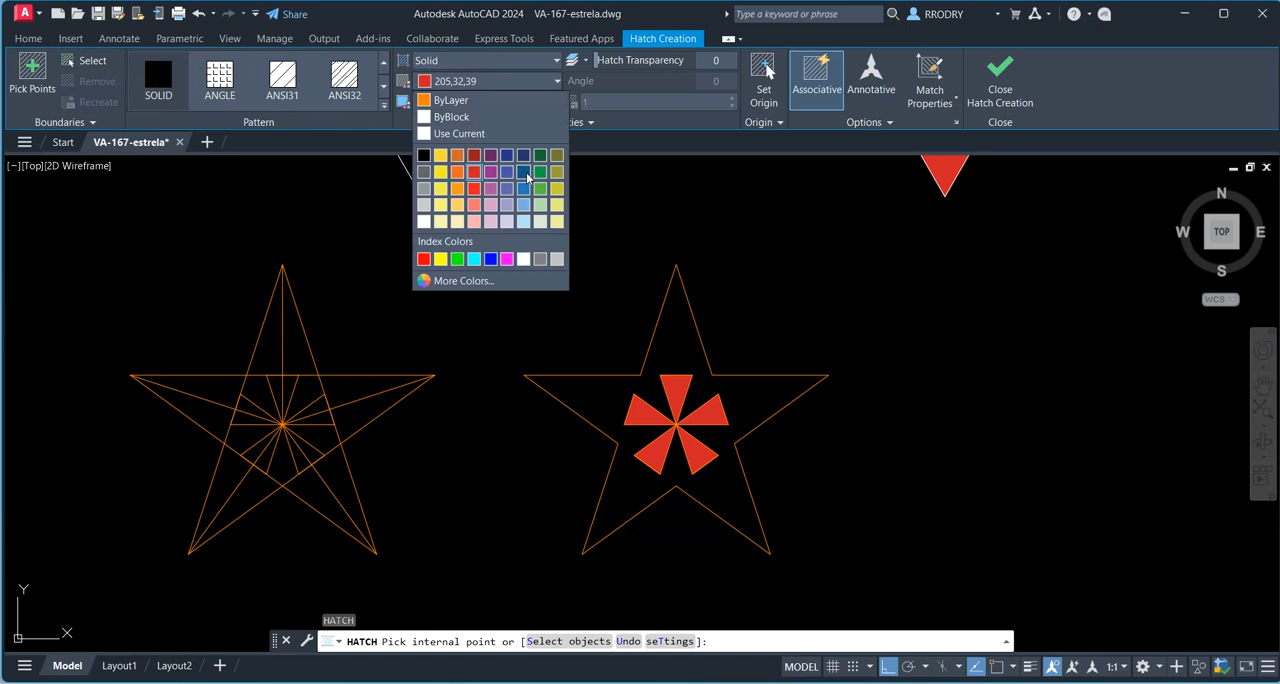 Share
Autodesk AutoCAD 2024 VA-167-estrela.dwg
Type a keyword or phrase
RRODRY
Home Insert Annotate Parametric View Manage Output Add-ins Collaborate Express Tools Featured Apps Hatch Creation
Pick Points
Select
Remove
Recreate
Boundaries
SOLID
ANGLE
ANSI31
ANSI32
Pattern
Solid
205,32,39
Hatch Transparency 0
Angle 0
1
ies
Set
Origin
Origin
Associative
Annotative
Match
Properties
Options
Close
Hatch Creation
Close
ByLayer
ByBlock
Use Current
Index Colors
More Colors...
Start VA-167-estrela*
[−][Top][2D Wireframe]
N
W TOP E
S
WCS
Y
X
HATCH
HATCH Pick internal point or [Select objects Undo seTtings]:
Model Layout1 Layout2
MODEL 1:1